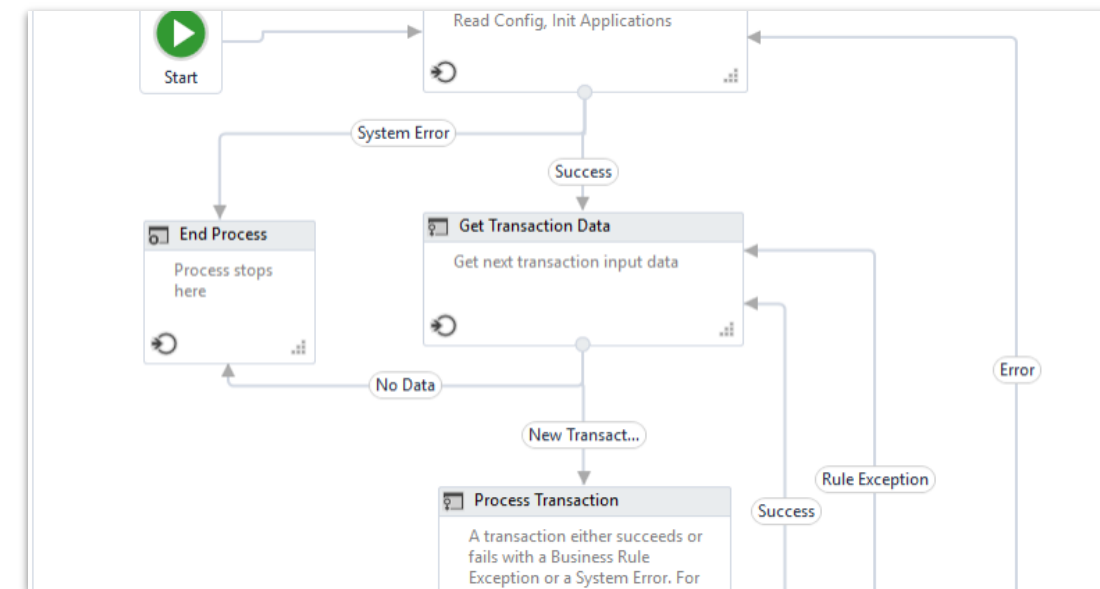 Read Config, Init Applications
Start
System Error
Success
End Process
Process stops
here
Get Transaction Data
Get next transaction input data
No Data
Error
New Transact...
Rule Exception
Success
Process Transaction
A transaction either succeeds or
fails with a Business Rule
Exception or a System Error. For